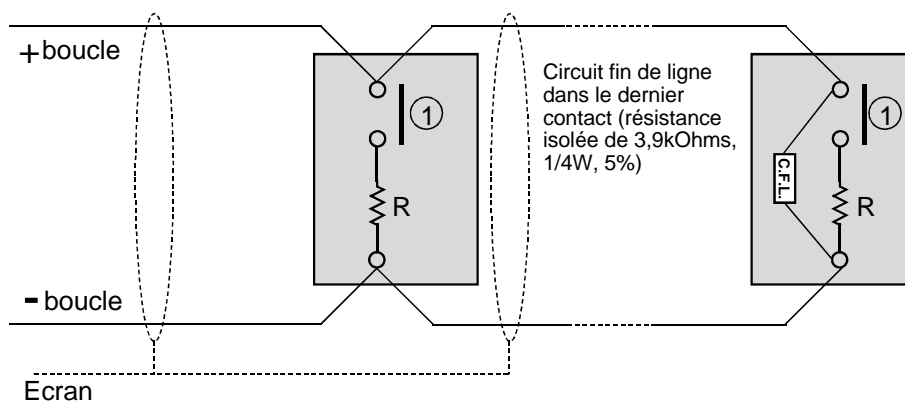 +boucle
Circuit fin de ligne
dans le dernier
contact (résistance
isolée de 3,9kOhms,
1/4W, 5%)
1
R
C.F.L.
1
R
- boucle
Ecran